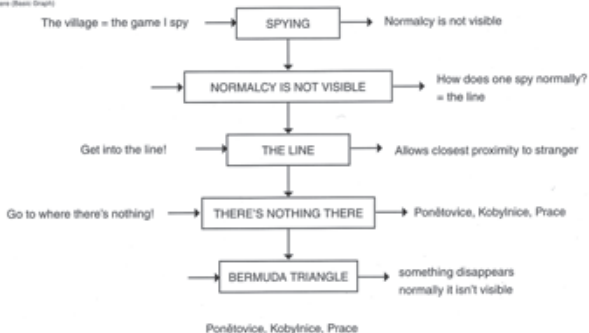 (Basic Graph)
The village = the game I spy
SPYING
Normalcy is not visible
NORMALCY IS NOT VISIBLE
How does one spy normally?
= the line
Get into the line!
THE LINE
Allows closest proximity to stranger
Go to where there's nothing!
THERE'S NOTHING THERE
Ponětovice, Kobylnice, Prace
BERMUDA TRIANGLE
something disappears
normally it isn't visible
Ponětovice, Kobylnice, Prace